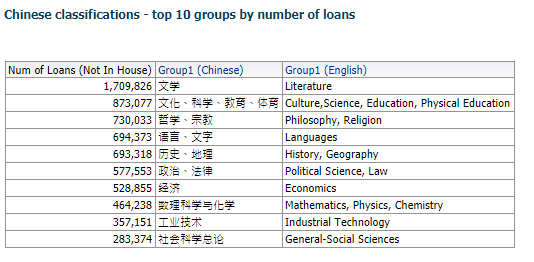 Chinese classifications - top 10 groups by number of loans
Num of Loans (Not In House) Group1 (Chinese) Group1 (English)
1,709,826 文学 Literature
873,077 文化、科学、教育、体育 Culture,Science, Education, Physical Education
730,033 哲学、宗教 Philosophy, Religion
694,373 语言、文字 Languages
693,318 历史、地理 History, Geography
577,553 政治、法律 Political Science, Law
528,855 经济 Economics
464,238 数理科学与化学 Mathematics, Physics, Chemistry
357,151 工业技术 Industrial Technology
283,374 社会科学总论 General-Social Sciences